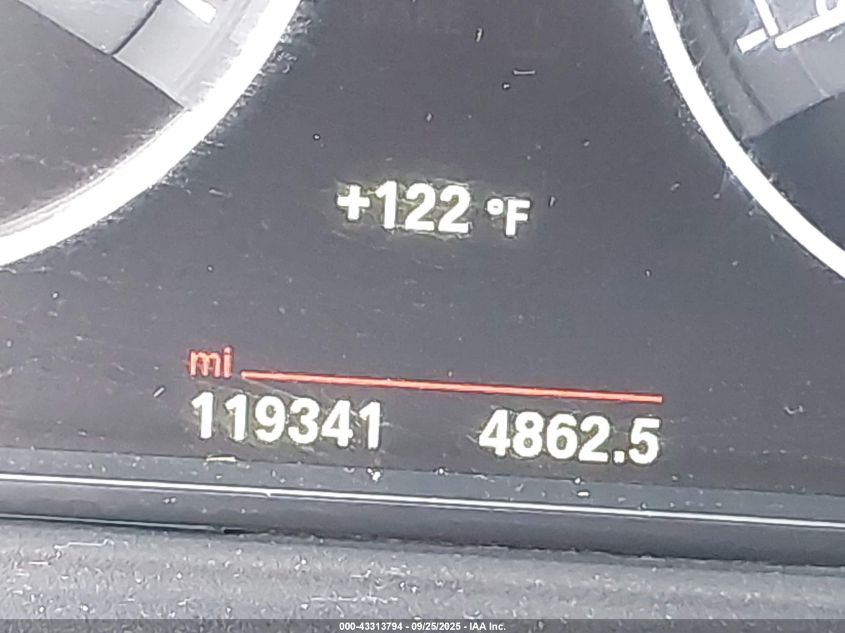 +122 °F
mi
119341 4862.5
000-43313794 - 09/25/2025 - IAA Inc.